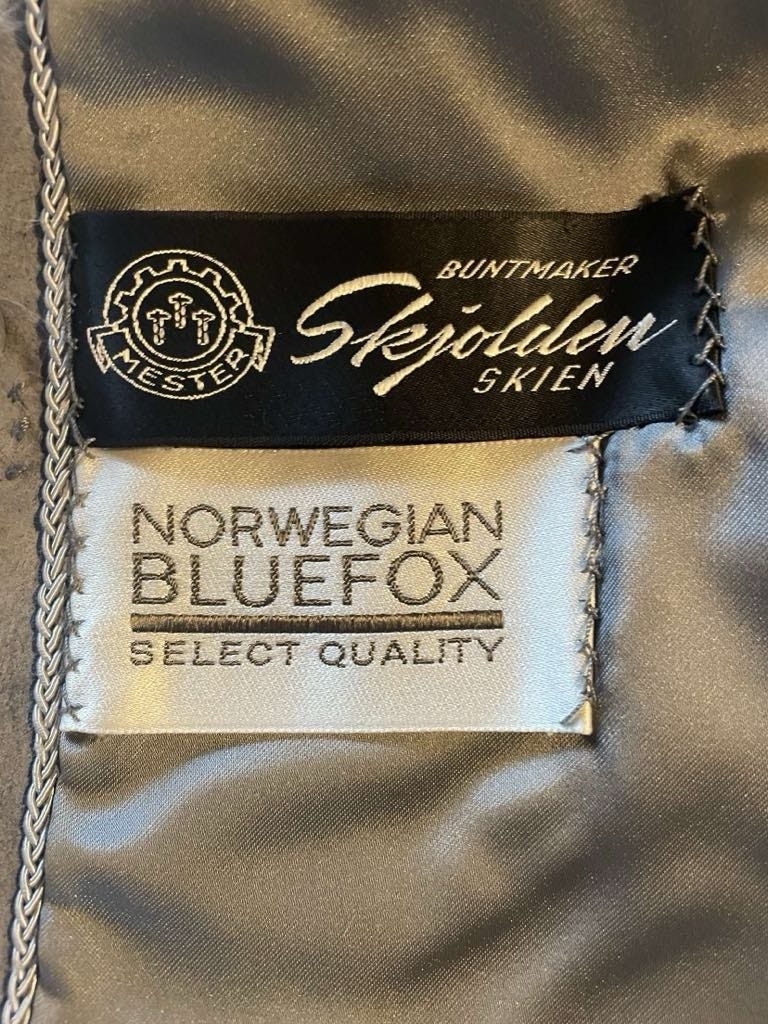 MESTER
BUNTMAKER
Skjolden
SKIEN
NORWEGIAN
BLUEFOX
SELECT QUALITY